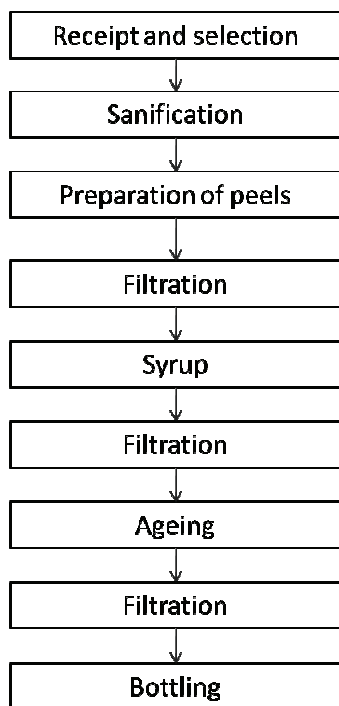 Receipt and selection
Sanification
Preparation of peels
Filtration
Syrup
Filtration
Ageing
Filtration
Bottling